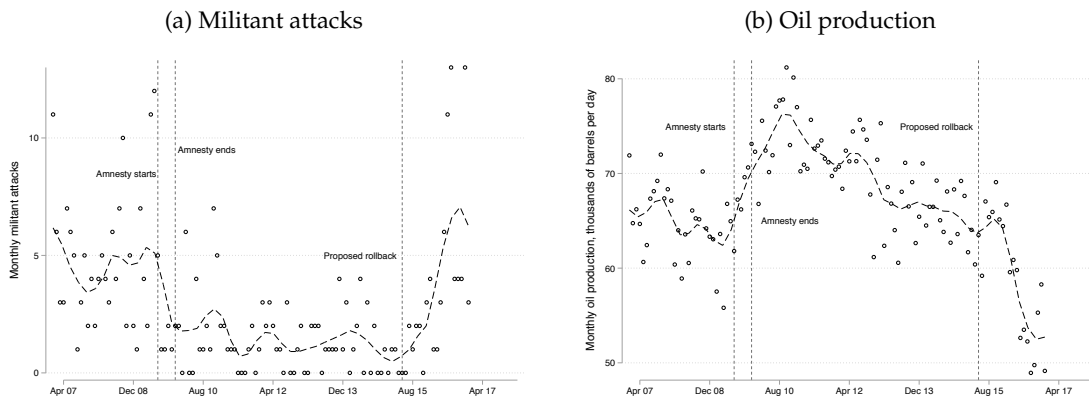 (a) Militant attacks
Monthly militant attacks
10
5
0
Amnesty ends
Amnesty starts
Proposed rollback
Apr 07
Dec 08
Aug 10
Apr 12
Dec 13
Aug 15
Apr 17
(b) Oil production
Monthly oil production, thousands of barrels per day
80
70
60
50
Amnesty starts
Proposed rollback
Amnesty ends
Apr 07
Dec 08
Aug 10
Apr 12
Dec 13
Aug 15
Apr 17